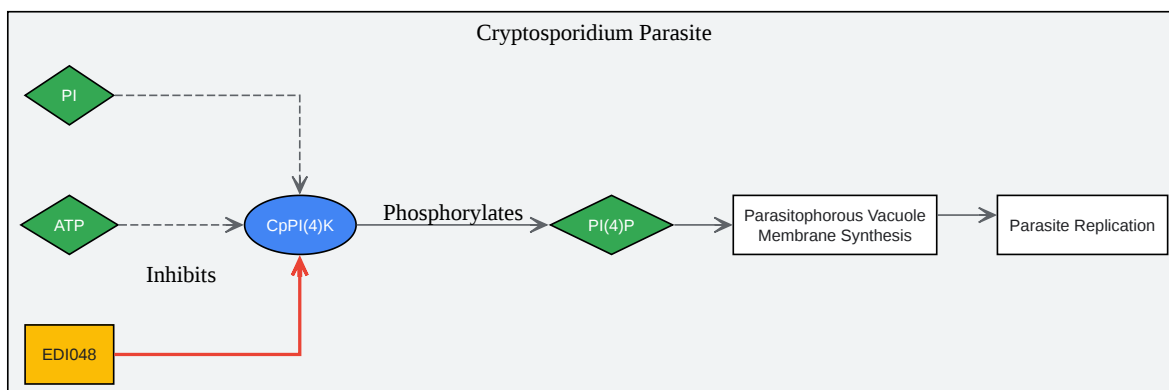 Cryptosporidium Parasite
PI
ATP
CpPI(4)K
Phosphorylates
PI(4)P
Parasitophorous Vacuole
Membrane Synthesis
Parasite Replication
Inhibits
EDI048